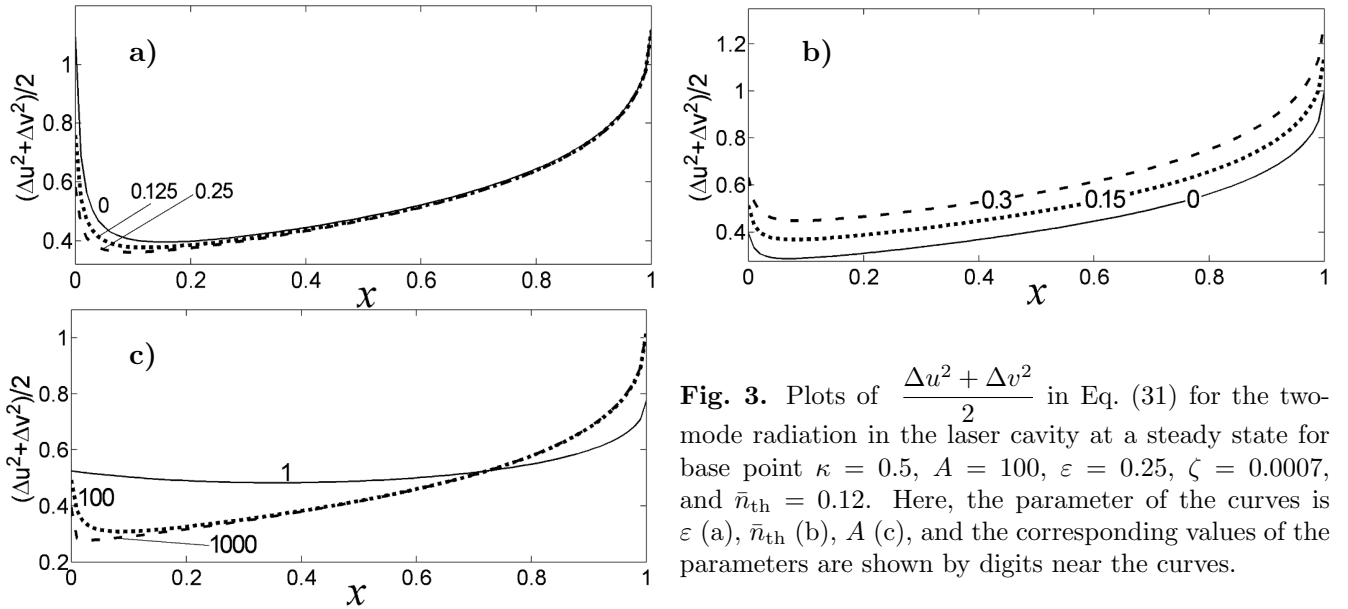 a)
(Δu²+Δv²)/2
1
0.8
0.6
0.4
0
0.125
0.25
0 0.2 0.4 0.6 0.8 1
x
b)
(Δu²+Δv²)/2
1.2
1
0.8
0.6
0.4
0.3
0.15
0
0 0.2 0.4 0.6 0.8 1
x
c)
(Δu²+Δv²)/2
1
0.8
0.6
0.4
0.2
1
100
1000
0 0.2 0.4 0.6 0.8 1
x
Fig. 3. Plots of (Δu² + Δv²)/2 in Eq. (31) for the two-
mode radiation in the laser cavity at a steady state for
base point κ = 0.5, A = 100, ε = 0.25, ζ = 0.0007,
and n̄th = 0.12. Here, the parameter of the curves is
ε (a), n̄th (b), A (c), and the corresponding values of the
parameters are shown by digits near the curves.